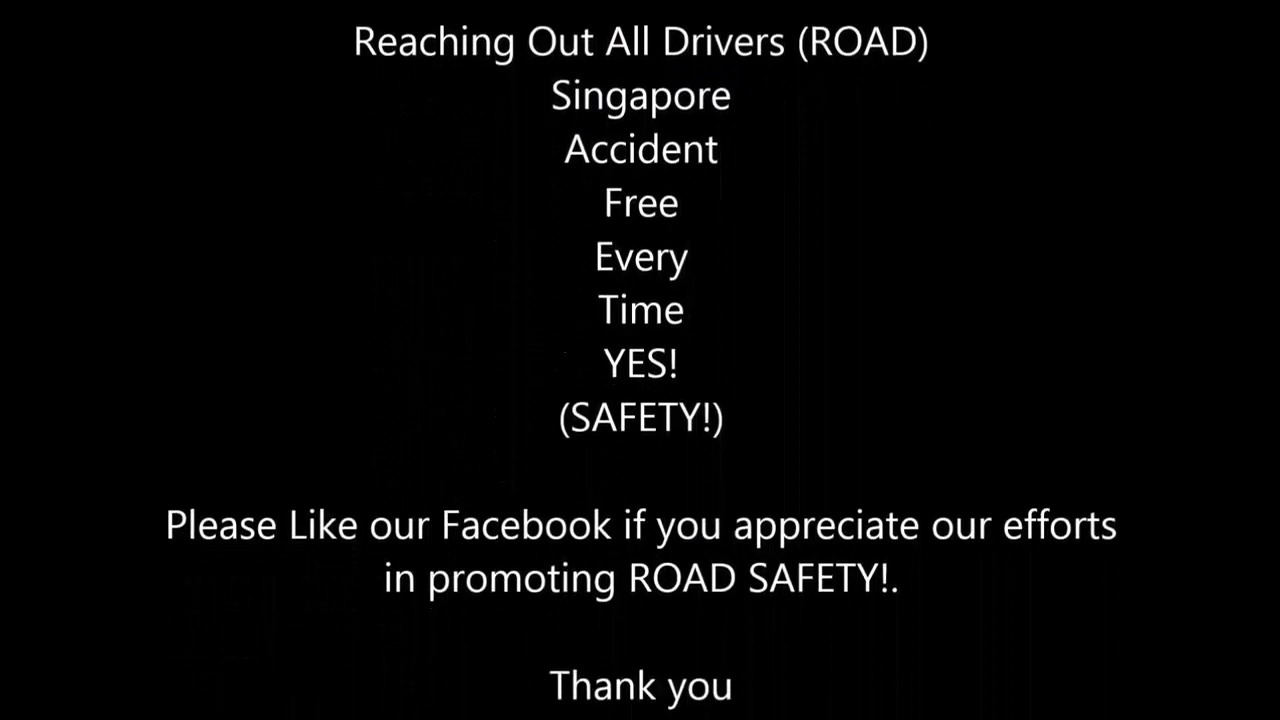 Reaching Out All Drivers (ROAD)
Singapore
Accident
Free
Every
Time
YES!
(SAFETY!)
Please Like our Facebook if you appreciate our efforts
in promoting ROAD SAFETY!.
Thank you